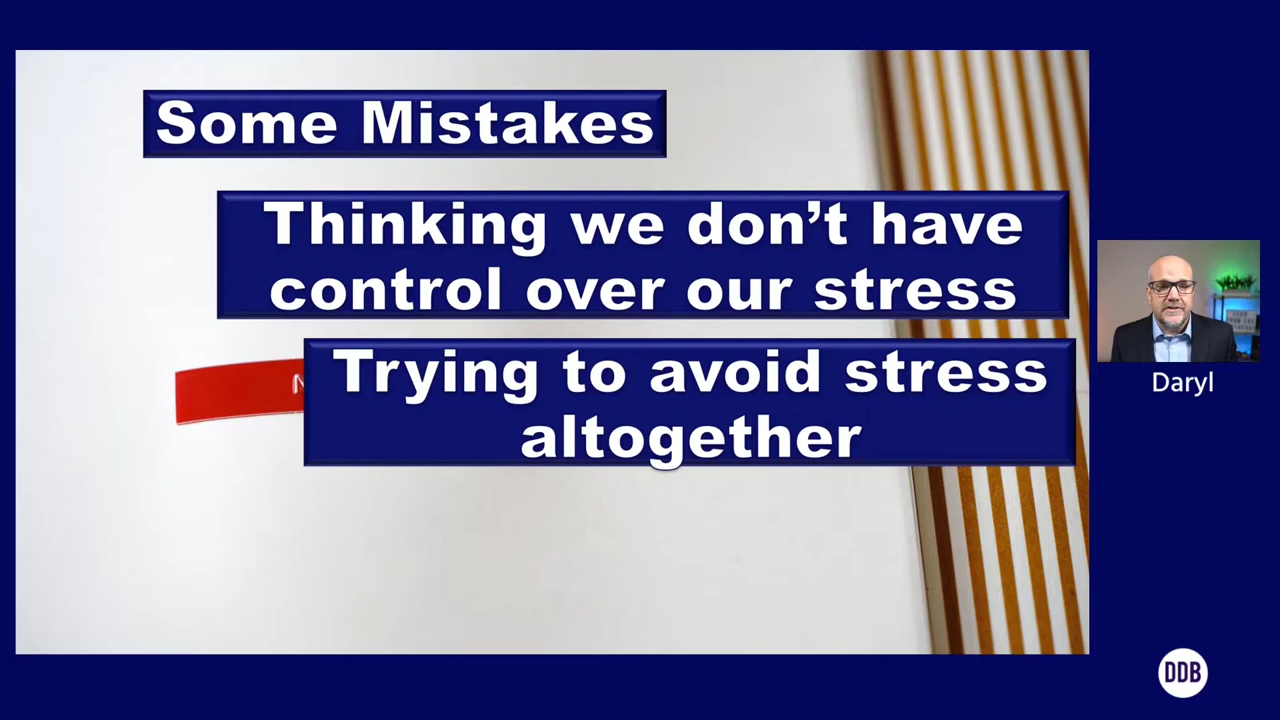 Some Mistakes
Thinking we don’t have
control over our stress
Trying to avoid stress
altogether
Daryl
DDB